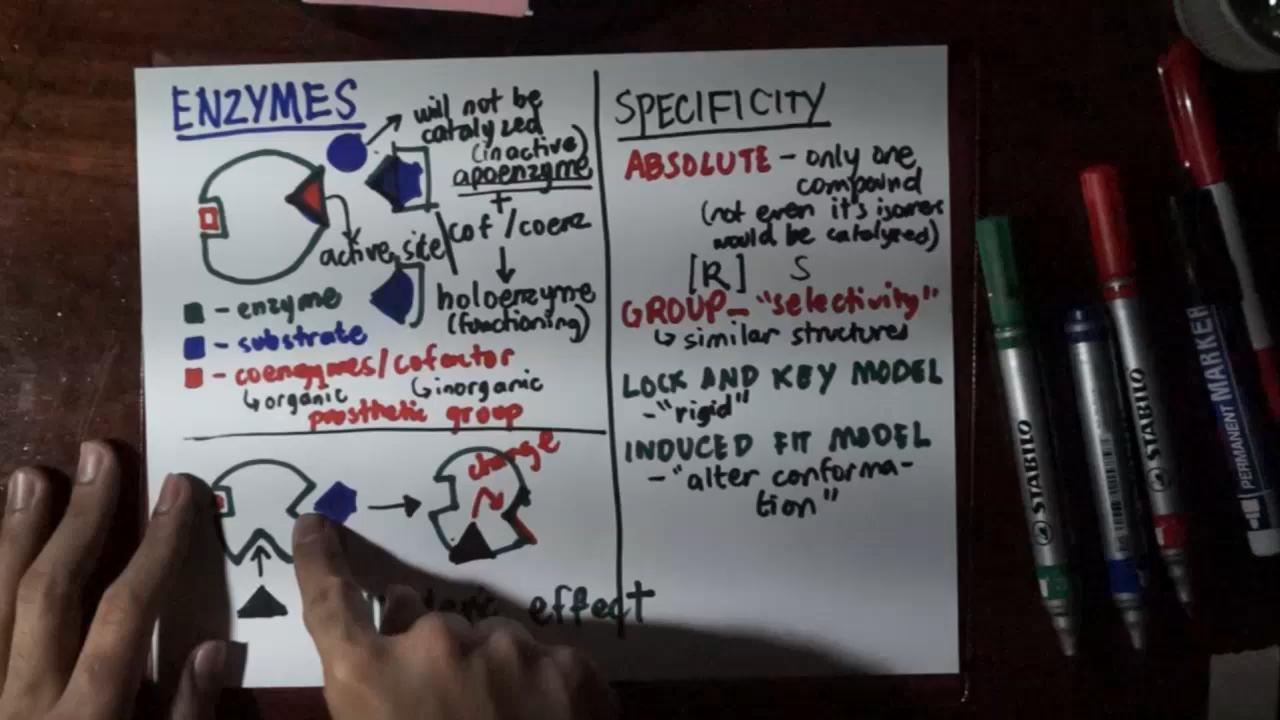 ENZYMES
will not be
catalyzed
(inactive)
apoenzyme
+
cof/coenz
holoenzyme
(functioning)
active site
- enzyme
- substrate
- coenzymes/cofactor
↳organic
↳inorganic
prosthetic group
change
effect
SPECIFICITY
ABSOLUTE - only one
compound
(not even it's isomers
would be catalyzed)
[R] S
GROUP - "selectivity"
↳ similar structures
LOCK AND KEY MODEL
- "rigid"
INDUCED FIT MODEL
- "alter conforma-
tion"
STABILO
STABILO
PERMANENT MARKER